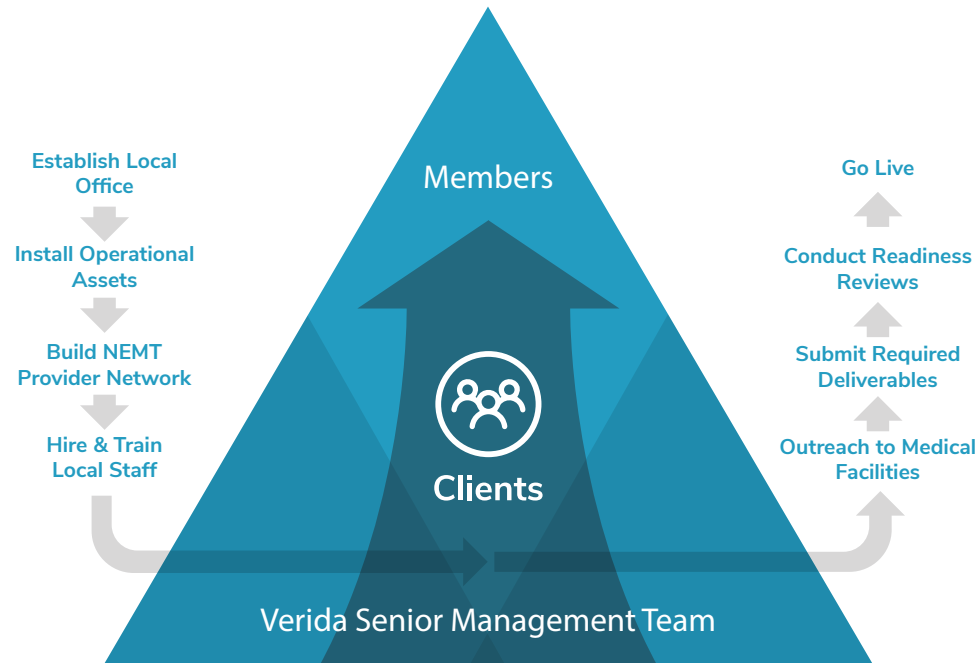 Establish Local
Office
Install Operational
Assets
Build NEMT
Provider Network
Hire & Train
Local Staff
Members
Clients
Verida Senior Management Team
Go Live
Conduct Readiness
Reviews
Submit Required
Deliverables
Outreach to Medical
Facilities